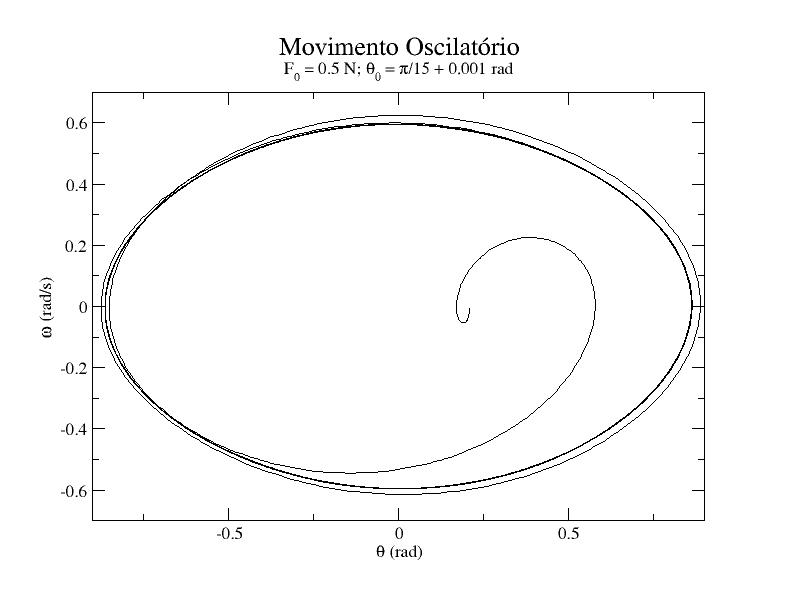 Movimento Oscilatório
F₀ = 0.5 N; θ₀ = π/15 + 0.001 rad
0.6
0.4
0.2
0
-0.2
-0.4
-0.6
ω (rad/s)
-0.5 0 0.5
θ (rad)